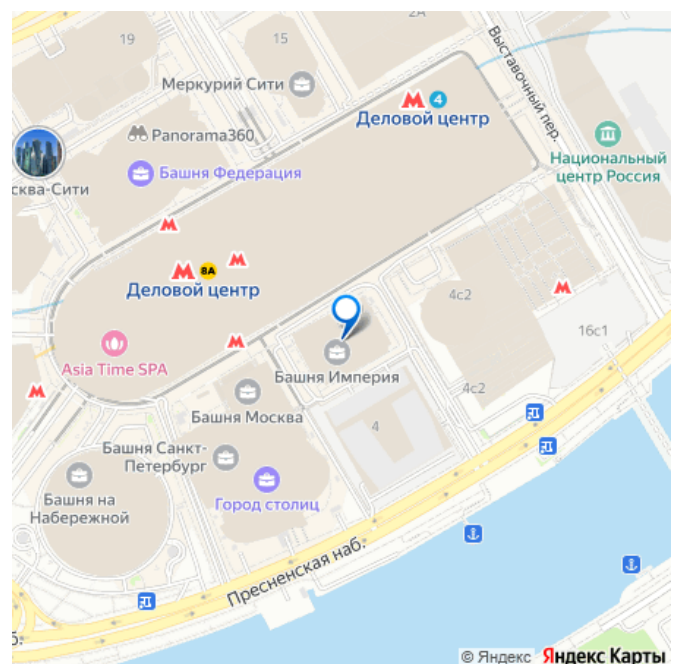 2А
19
15
Выставочный пер.
Меркурий Сити
4
Деловой центр
Panorama360
Национальный
центр Россия
Башня Федерация
сква-Сити
8А
Деловой центр
4с2
16с1
Asia Time SPA
Башня Империя
4с2
Башня Москва
4
Башня Санкт-
Петербург
Город столиц
Башня на
Набережной
Пресненская наб.
б.
© Яндекс Яндекс Карты